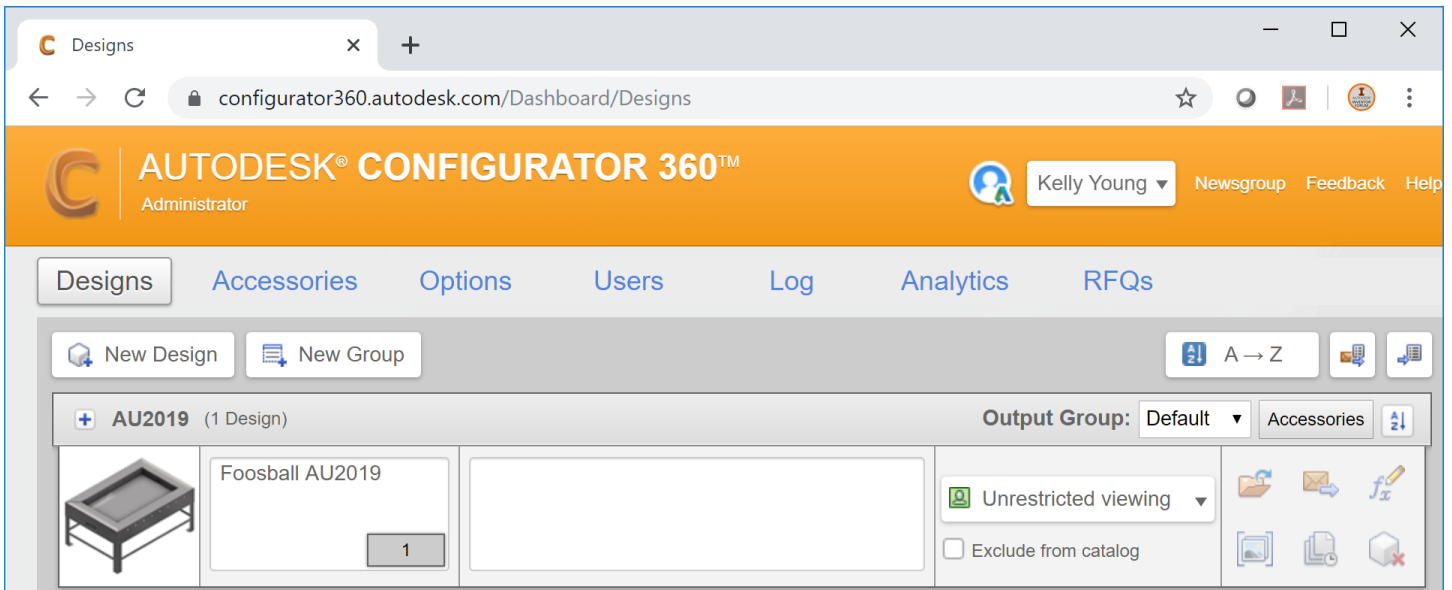 Designs
configurator360.autodesk.com/Dashboard/Designs
AUTODESK® CONFIGURATOR 360™
Administrator
Kelly Young
Newsgroup Feedback Help
Designs Accessories Options Users Log Analytics RFQs
New Design New Group A → Z
AU2019 (1 Design) Output Group: Default Accessories
Foosball AU2019
1
Unrestricted viewing
Exclude from catalog